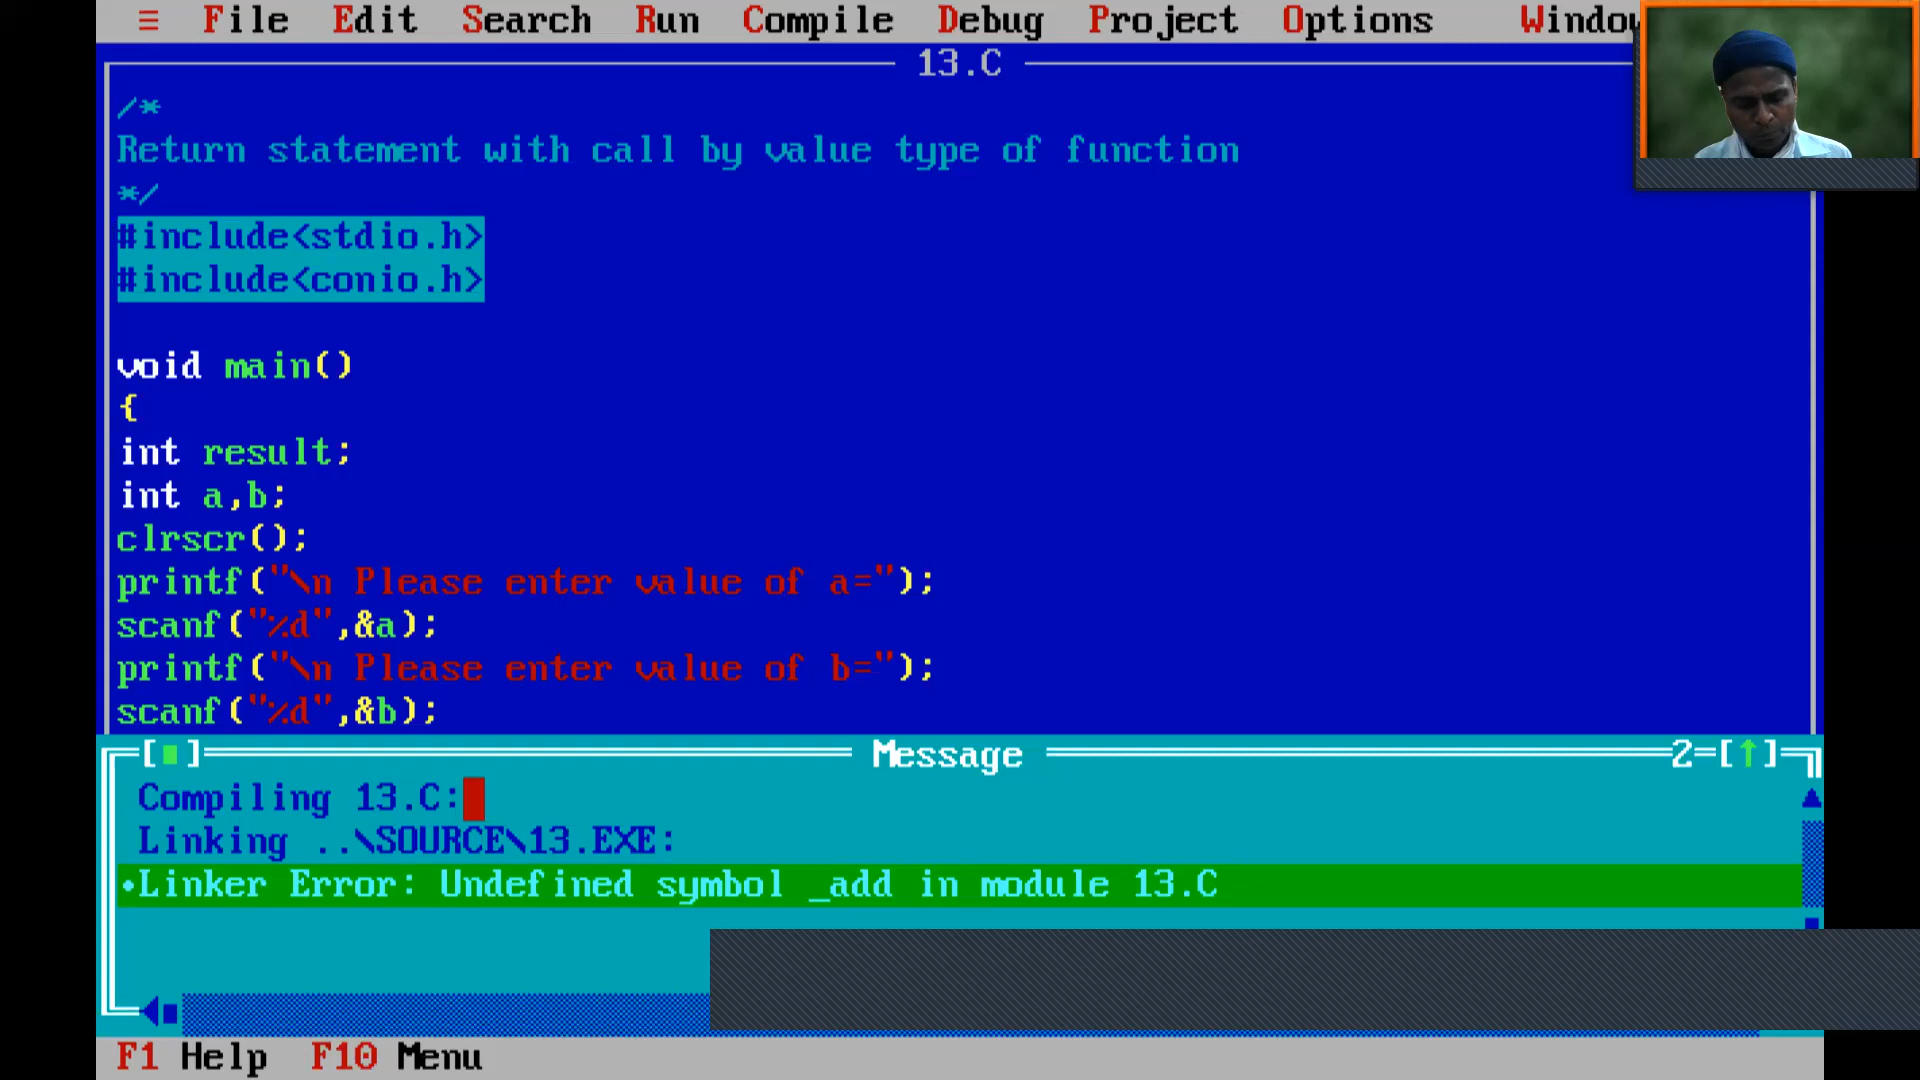 ≡ File Edit Search Run Compile Debug Project Options Window
13.C
/*
Return statement with call by value type of function
*/
#include<stdio.h>
#include<conio.h>
void main()
{
int result;
int a,b;
clrscr();
printf("\n Please enter value of a=");
scanf("%d",&a);
printf("\n Please enter value of b=");
scanf("%d",&b);
[■] Message 2=[↑]
Compiling 13.C:
Linking ..\SOURCE\13.EXE:
•Linker Error: Undefined symbol _add in module 13.C
F1 Help F10 Menu